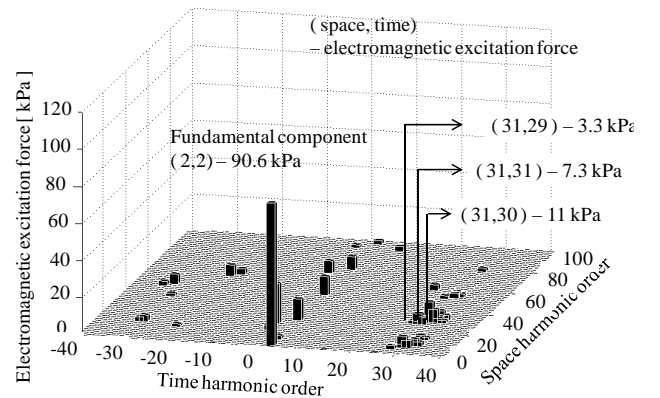 ( space, time)
– electromagnetic excitation force
Electromagnetic excitation force [ kPa ]
120
100
80
60
40
20
0
Fundamental component
(2,2) – 90.6 kPa
(31,29) – 3.3 kPa
(31,31) – 7.3 kPa
(31,30) – 11 kPa
-40
-30
-20
-10
0
10
20
30
40
Time harmonic order
0
20
40
60
80
100
Space harmonic order